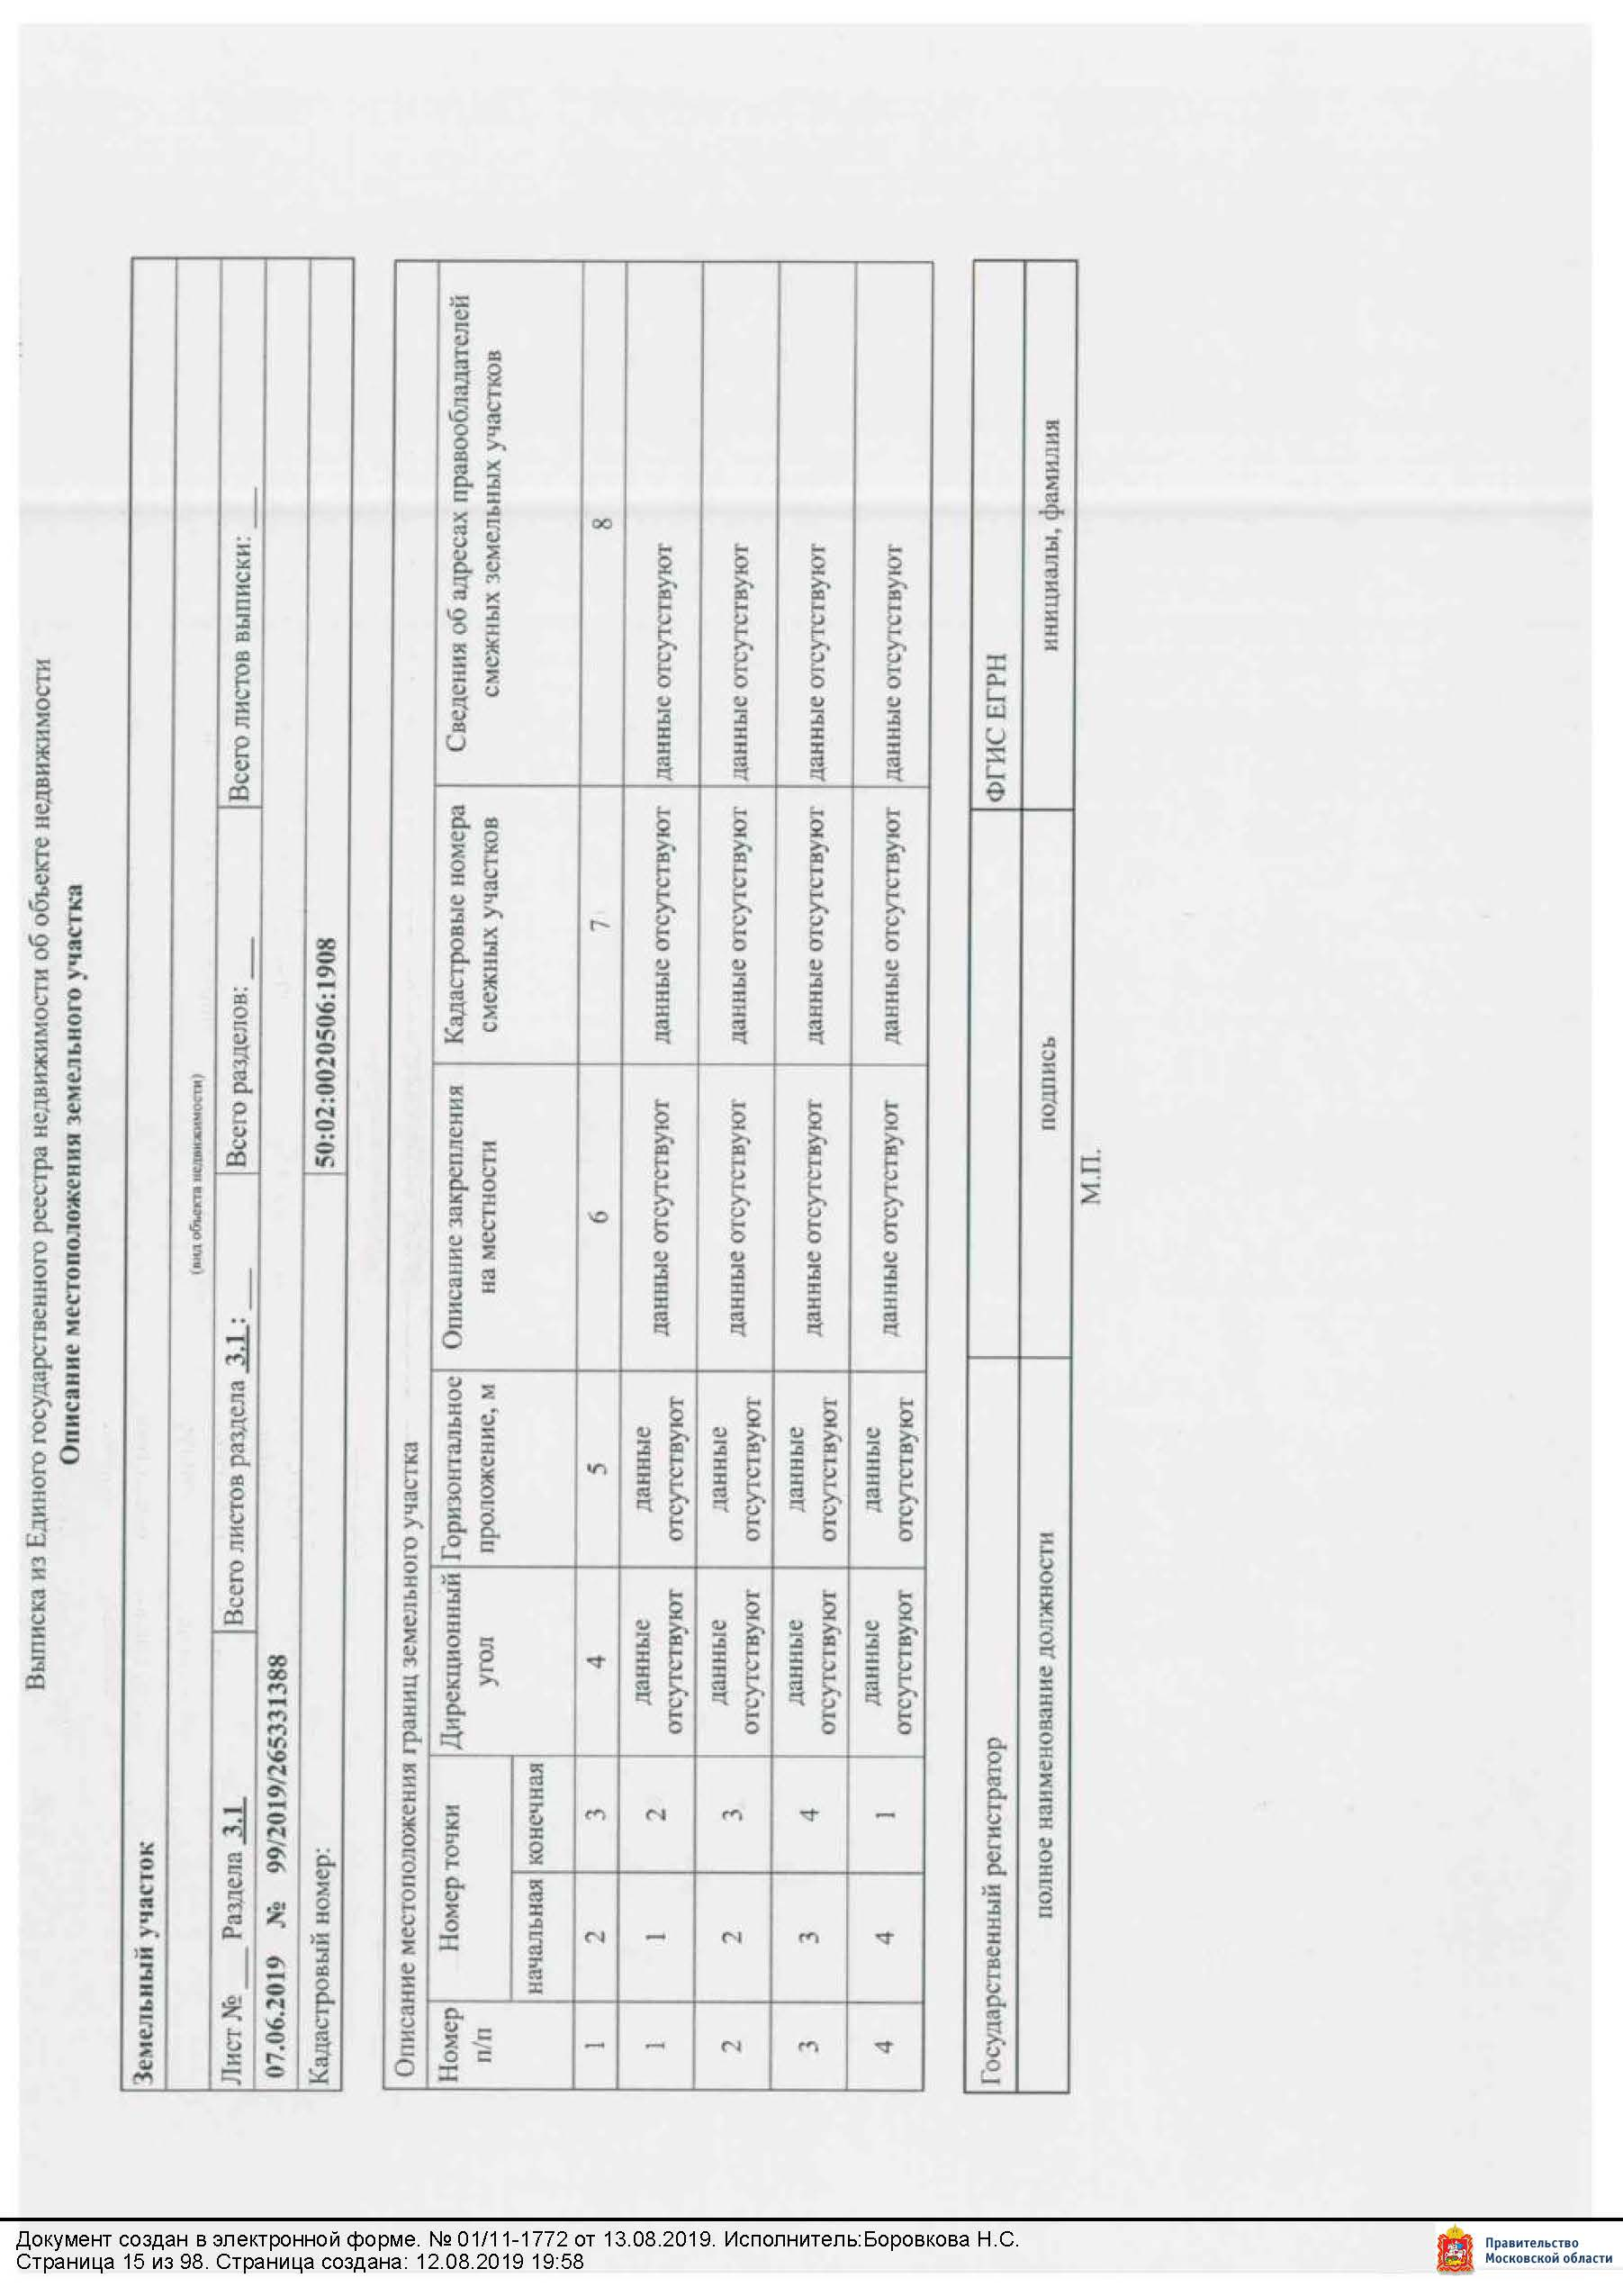 Выписка из Единого государственного реестра недвижимости об объекте недвижимости
Описание местоположения земельного участка
Земельный участок
(вид объекта недвижимости)
Лист № ___ Раздела 3.1 Всего листов раздела 3.1: ___ Всего разделов: ___ Всего листов выписки: ___
07.06.2019 № 99/2019/265331388
Кадастровый номер: 50:02:0020506:1908
Описание местоположения границ земельного участка
Номер Номер точки Дирекционный Горизонтальное Описание закрепления Кадастровые номера Сведения об адресах правообладателей
п/п угол проложение, м на местности смежных участков смежных земельных участков
начальная конечная
1 2 3 4 5 6 7 8
1 1 2 данные данные данные отсутствуют данные отсутствуют данные отсутствуют
отсутствуют отсутствуют
2 2 3 данные данные данные отсутствуют данные отсутствуют данные отсутствуют
отсутствуют отсутствуют
3 3 4 данные данные данные отсутствуют данные отсутствуют данные отсутствуют
отсутствуют отсутствуют
4 4 1 данные данные данные отсутствуют данные отсутствуют данные отсутствуют
отсутствуют отсутствуют
Государственный регистратор ФГИС ЕГРН
полное наименование должности подпись инициалы, фамилия
М.П.
Документ создан в электронной форме. № 01/11-1772 от 13.08.2019. Исполнитель:Боровкова Н.С.
Страница 15 из 98. Страница создана: 12.08.2019 19:58
Правительство
Московской области